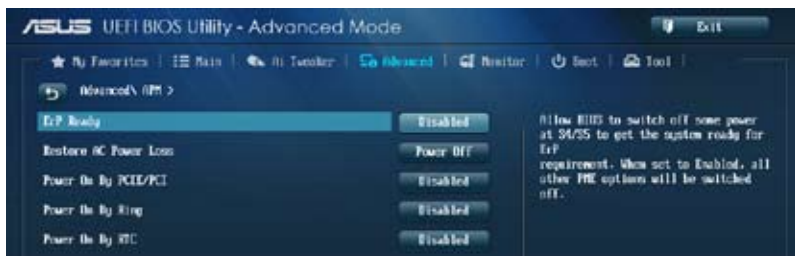 ASUS UEFI BIOS Utility - Advanced Mode
Exit
My Favorites
Main
Ai Tweaker
Advanced
Monitor
Boot
Tool
Advanced\ APM >
ErP Ready
Disabled
Restore AC Power Loss
Power Off
Power On By PCIE/PCI
Disabled
Power On By Ring
Disabled
Power On By RTC
Disabled
Allow BIOS to switch off some power
at S4/S5 to get the system ready for
ErP
requirement. When set to Enabled, all
other PME options will be switched
off.